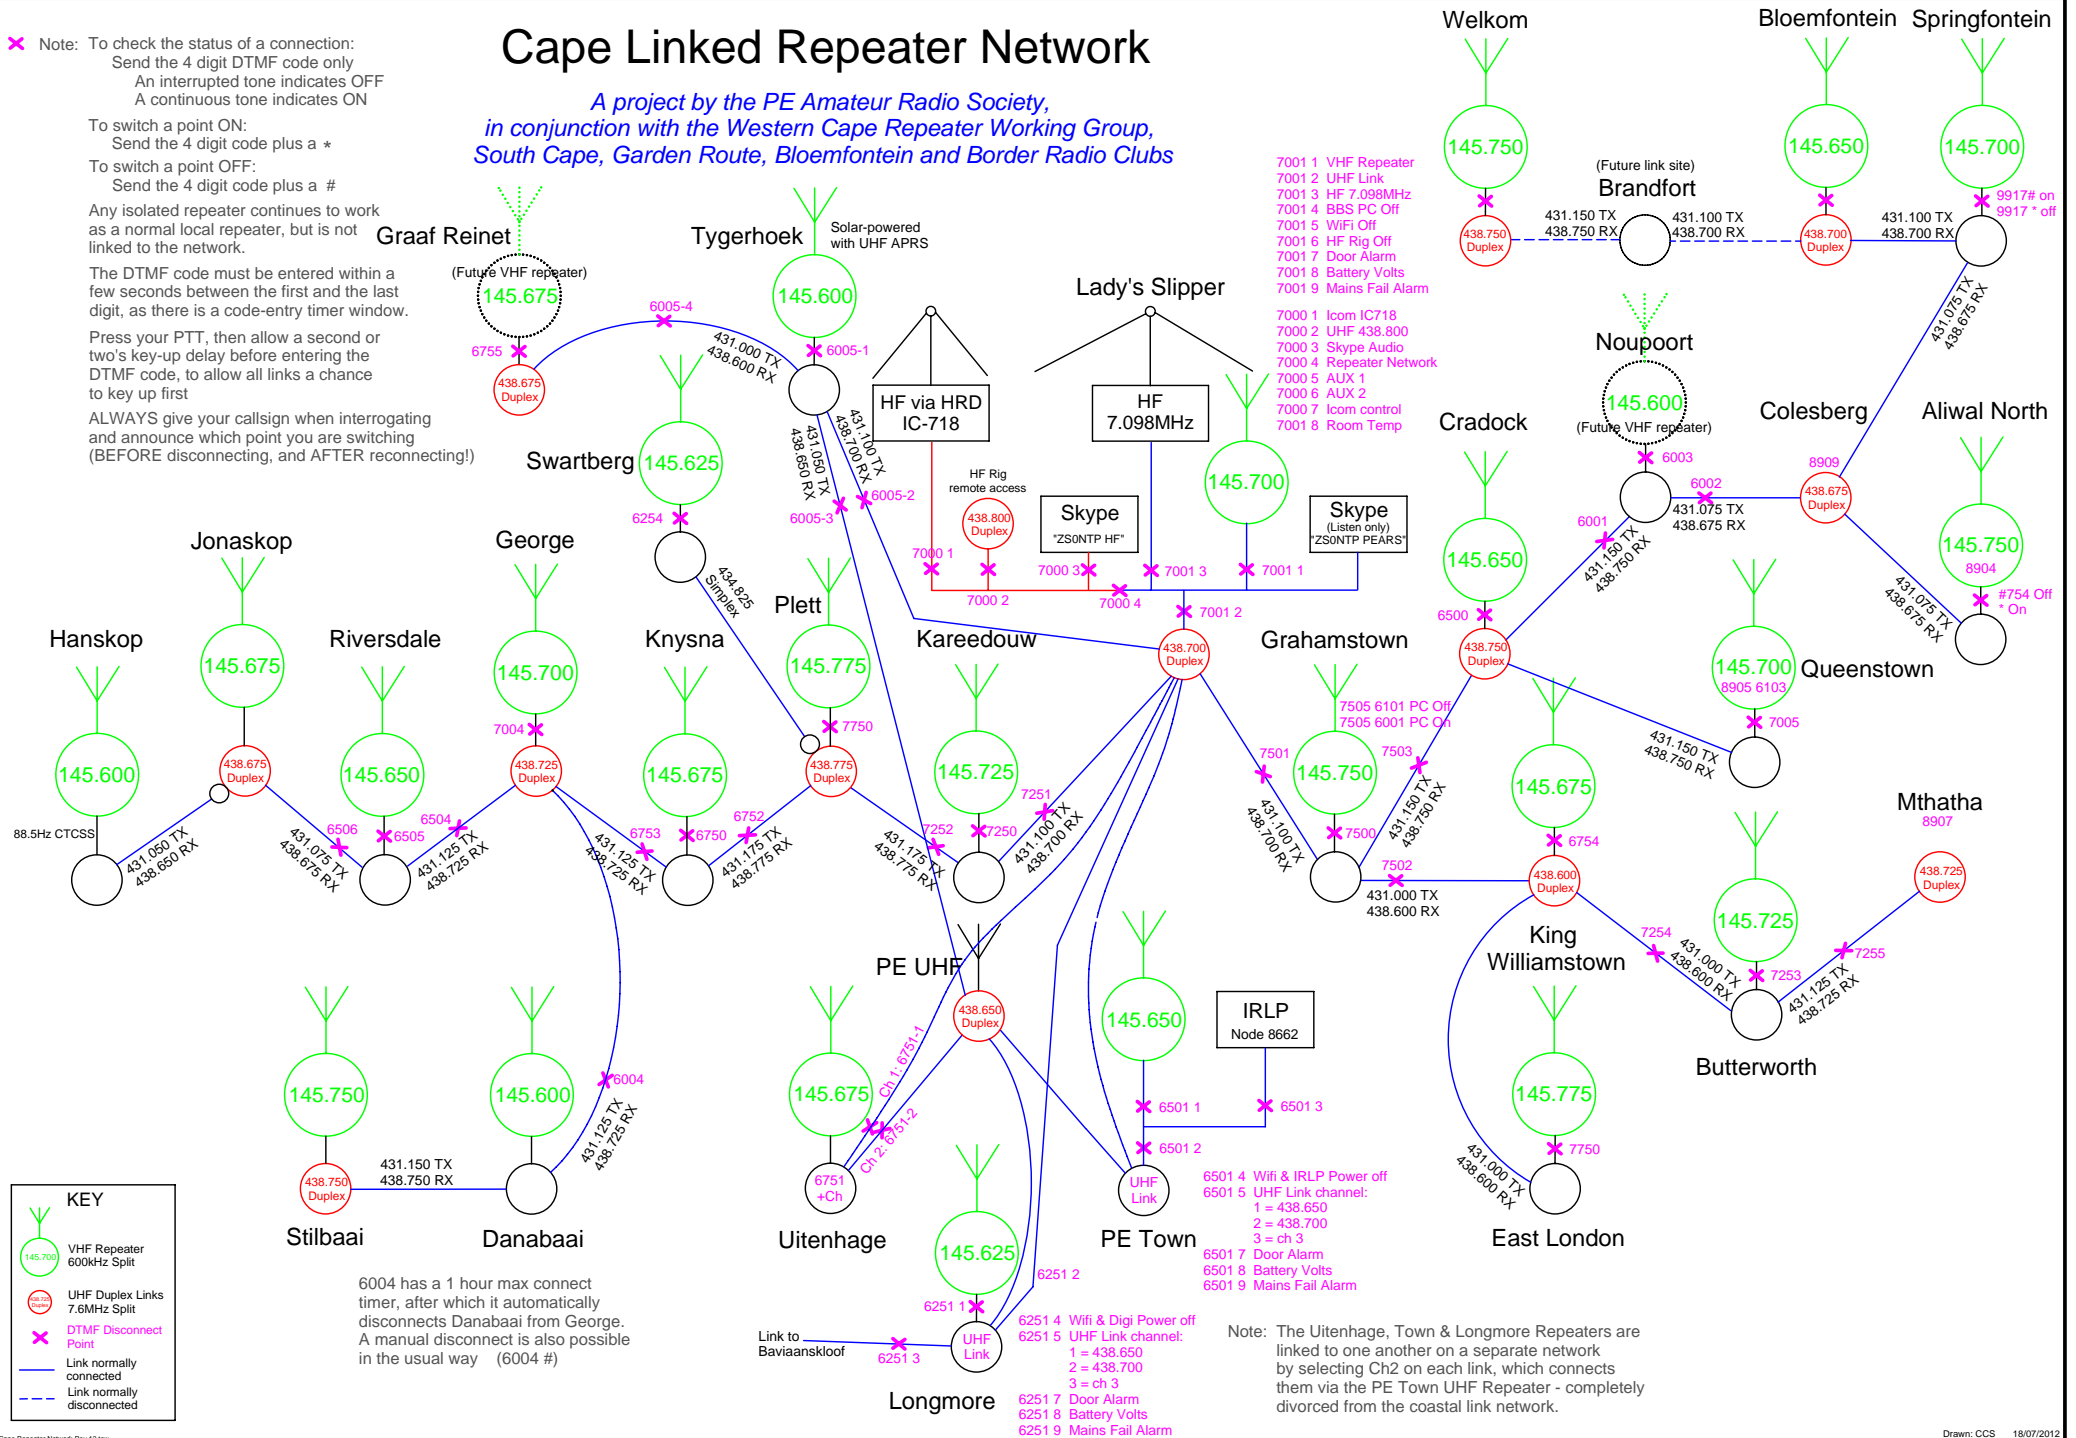 Cape Linked Repeater Network
A project by the PE Amateur Radio Society,
in conjunction with the Western Cape Repeater Working Group,
South Cape, Garden Route, Bloemfontein and Border Radio Clubs
Note: To check the status of a connection:
Send the 4 digit DTMF code only
An interrupted tone indicates OFF
A continuous tone indicates ON
To switch a point ON:
Send the 4 digit code plus a *
To switch a point OFF:
Send the 4 digit code plus a #
Any isolated repeater continues to work
as a normal local repeater, but is not
linked to the network.
The DTMF code must be entered within a
few seconds between the first and the last
digit, as there is a code-entry timer window.
Press your PTT, then allow a second or
two's key-up delay before entering the
DTMF code, to allow all links a chance
to key up first
ALWAYS give your callsign when interrogating
and announce which point you are switching
(BEFORE disconnecting, and AFTER reconnecting!)
Graaf Reinet
(Future VHF repeater)
145.675
6755
438.675
Duplex
6005-4
Tygerhoek
Solar-powered
with UHF APRS
145.600
6005-1
431.000 TX
438.600 RX
431.050 TX
438.650 RX
431.100 TX
438.700 RX
6005-2
6005-3
Swartberg
145.625
6254
434.825
Simplex
HF via HRD
IC-718
HF Rig
remote access
438.800
Duplex
7000 1
7000 2
Lady's Slipper
HF
7.098MHz
145.700
Skype
"ZS0NTP HF"
Skype
(Listen only)
"ZS0NTP PEARS"
7000 3
7000 4
7001 3
7001 1
7001 2
438.700
Duplex
7001 1 VHF Repeater
7001 2 UHF Link
7001 3 HF 7.098MHz
7001 4 BBS PC Off
7001 5 WiFi Off
7001 6 HF Rig Off
7001 7 Door Alarm
7001 8 Battery Volts
7001 9 Mains Fail Alarm
7000 1 Icom IC718
7000 2 UHF 438.800
7000 3 Skype Audio
7000 4 Repeater Network
7000 5 AUX 1
7000 6 AUX 2
7000 7 Icom control
7001 8 Room Temp
Welkom
145.750
438.750
Duplex
431.150 TX
438.750 RX
(Future link site)
Brandfort
431.100 TX
438.700 RX
Bloemfontein
145.650
438.700
Duplex
431.100 TX
438.700 RX
Springfontein
145.700
9917# on
9917 * off
431.075 TX
438.675 RX
Noupoort
145.600
(Future VHF repeater)
6003
6002
431.075 TX
438.675 RX
6001
431.150 TX
438.750 RX
Colesberg
8909
438.675
Duplex
431.075 TX
438.675 RX
Aliwal North
145.750
8904
#754 Off
* On
Cradock
145.650
6500
438.750
Duplex
431.150 TX
438.750 RX
145.700
8905 6103
Queenstown
7005
Hanskop
145.600
88.5Hz CTCSS
431.050 TX
438.650 RX
Jonaskop
145.675
438.675
Duplex
431.075 TX
438.675 RX
6506
Riversdale
145.650
6505
6504
431.125 TX
438.725 RX
George
145.700
7004
438.725
Duplex
431.125 TX
438.725 RX
6753
Knysna
145.675
6750
6752
431.175 TX
438.775 RX
Plett
145.775
7750
438.775
Duplex
431.175 TX
438.775 RX
7252
Kareedouw
145.725
7250
7251
431.100 TX
438.700 RX
Grahamstown
7505 6101 PC Off
7505 6001 PC On
145.750
7500
7501
431.100 TX
438.700 RX
7503
431.150 TX
438.750 RX
7502
431.000 TX
438.600 RX
145.675
6754
438.600
Duplex
King
Williamstown
7254
431.000 TX
438.600 RX
145.725
7253
Butterworth
7255
431.125 TX
438.725 RX
Mthatha
8907
438.725
Duplex
145.775
7750
431.000 TX
438.600 RX
East London
145.750
438.750
Duplex
Stilbaai
431.150 TX
438.750 RX
145.600
Danabaai
6004
431.125 TX
438.725 RX
6004 has a 1 hour max connect
timer, after which it automatically
disconnects Danabaai from George.
A manual disconnect is also possible
in the usual way (6004 #)
PE UHF
438.650
Duplex
145.675
Ch 1: 6751-1
Ch 2: 6751-2
6751
+Ch
Uitenhage
145.650
IRLP
Node 8662
6501 1
6501 3
6501 2
UHF
Link
PE Town
6501 4 Wifi & IRLP Power off
6501 5 UHF Link channel:
1 = 438.650
2 = 438.700
3 = ch 3
6501 7 Door Alarm
6501 8 Battery Volts
6501 9 Mains Fail Alarm
145.625
6251 1
6251 2
UHF
Link
Link to
Baviaanskloof
6251 3
Longmore
6251 4 Wifi & Digi Power off
6251 5 UHF Link channel:
1 = 438.650
2 = 438.700
3 = ch 3
6251 7 Door Alarm
6251 8 Battery Volts
6251 9 Mains Fail Alarm
Note: The Uitenhage, Town & Longmore Repeaters are
linked to one another on a separate network
by selecting Ch2 on each link, which connects
them via the PE Town UHF Repeater - completely
divorced from the coastal link network.
KEY
145.700
VHF Repeater
600kHz Split
438.725
Duplex
UHF Duplex Links
7.6MHz Split
DTMF Disconnect
Point
Link normally
connected
Link normally
disconnected
Drawn: CCS 18/07/2012